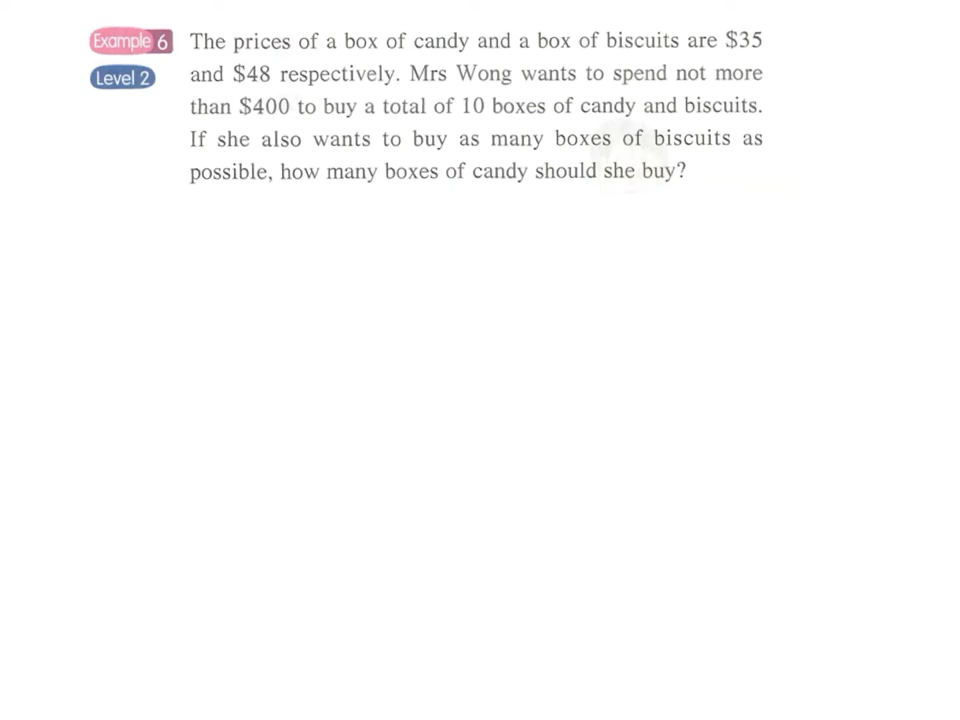 Example 6 The prices of a box of candy and a box of biscuits are $35
Level 2 and $48 respectively. Mrs Wong wants to spend not more
than $400 to buy a total of 10 boxes of candy and biscuits.
If she also wants to buy as many boxes of biscuits as
possible, how many boxes of candy should she buy?